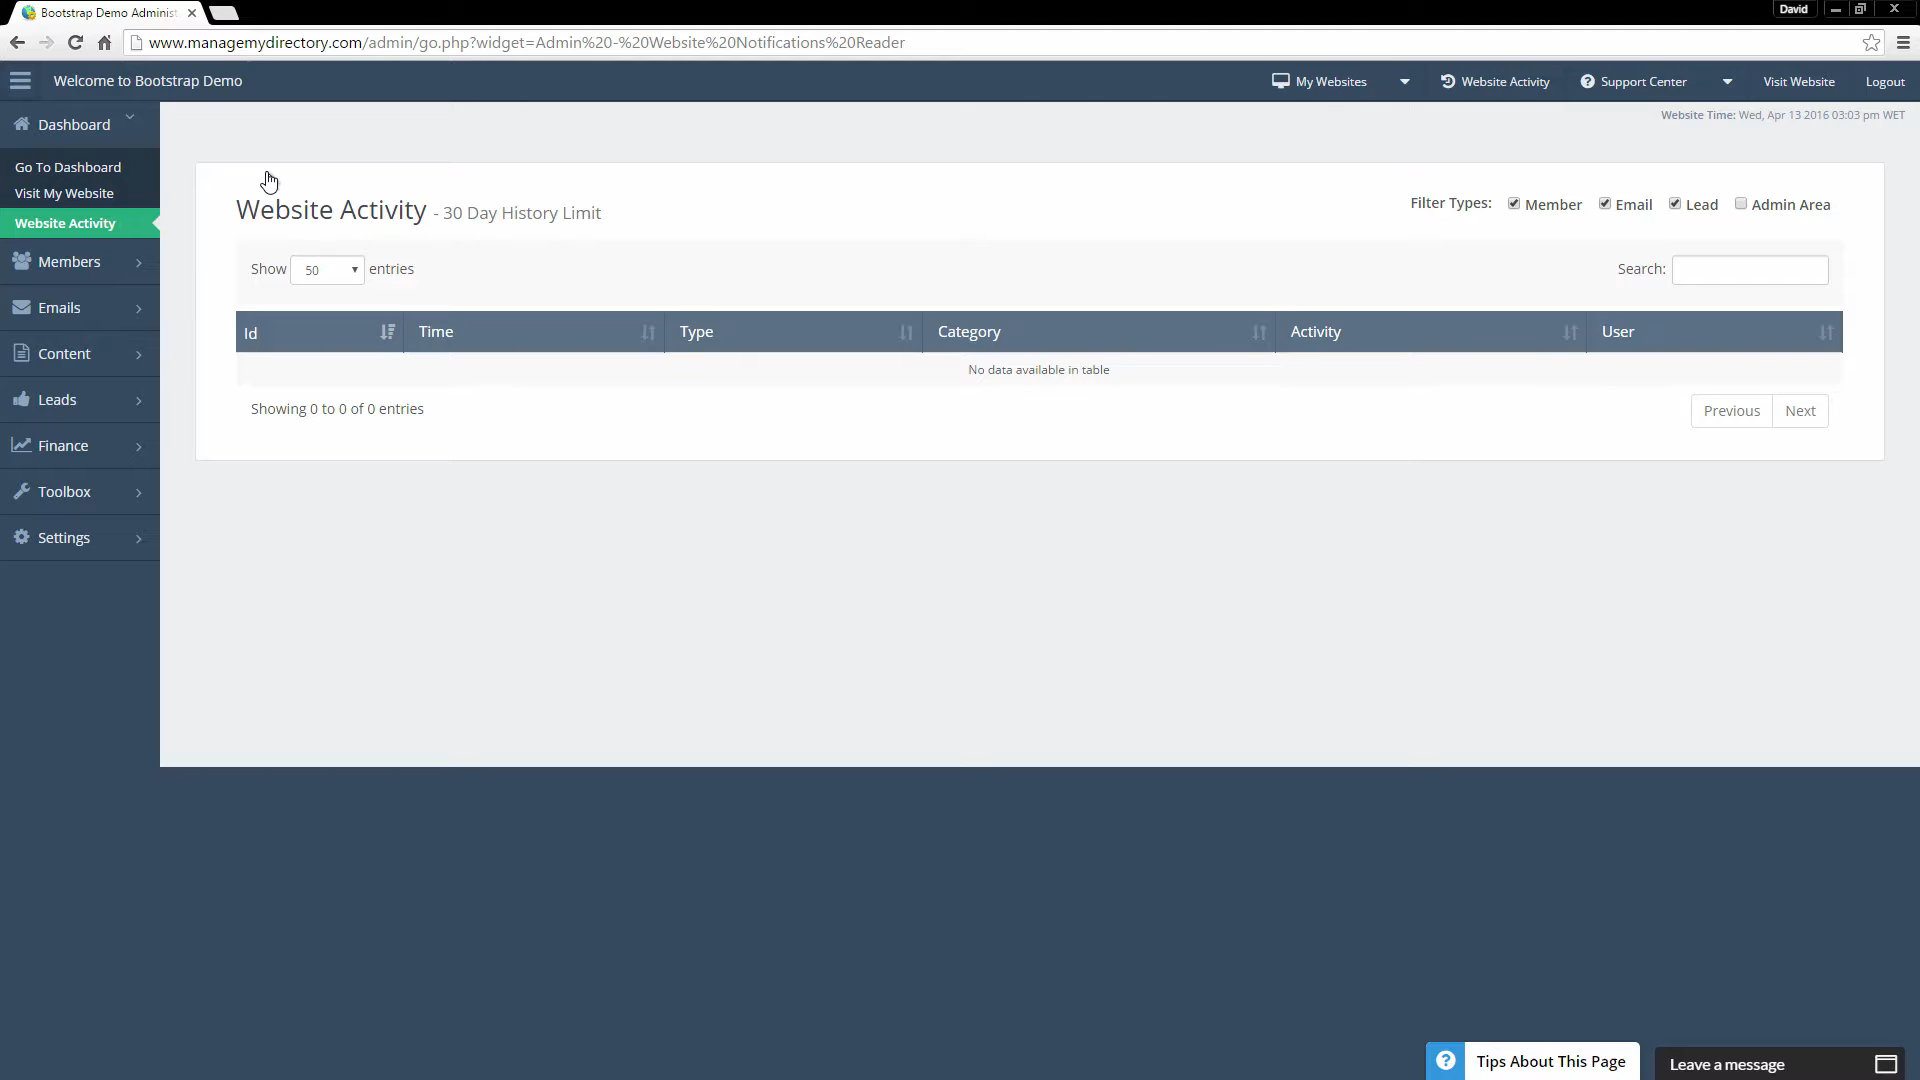 Bootstrap Demo Administ
David
www.managemydirectory.com/admin/go.php?widget=Admin%20-%20Website%20Notifications%20Reader
Welcome to Bootstrap Demo
My Websites
Website Activity
Support Center
Visit Website
Logout
Website Time: Wed, Apr 13 2016 03:03 pm WET
Dashboard
Go To Dashboard
Visit My Website
Website Activity
Members
Emails
Content
Leads
Finance
Toolbox
Settings
Website Activity - 30 Day History Limit
Filter Types: Member Email Lead Admin Area
Show 50 entries
Search:
Id Time Type Category Activity User
No data available in table
Showing 0 to 0 of 0 entries
Previous Next
Tips About This Page
Leave a message